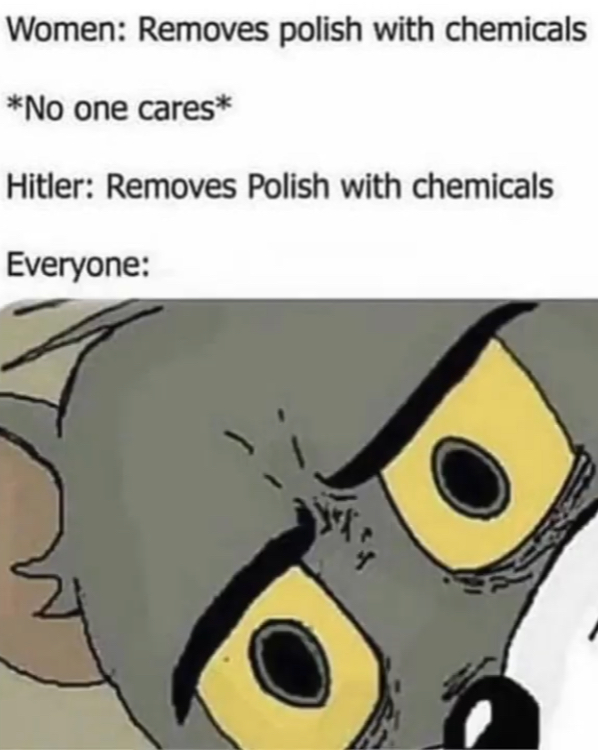 Women: Removes polish with chemicals
*No one cares*
Hitler: Removes Polish with chemicals
Everyone: